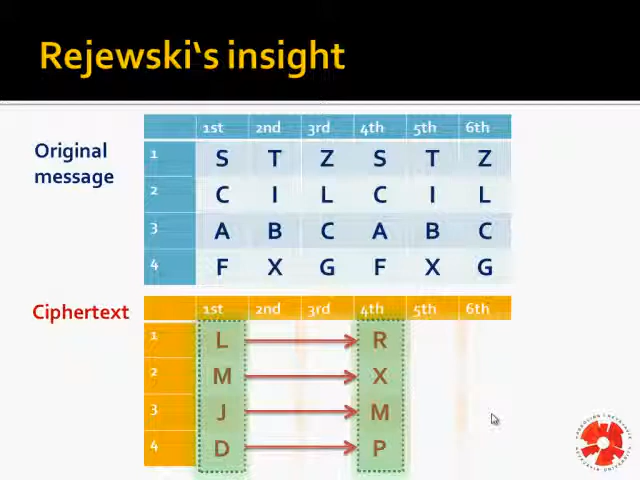 Rejewski's insight
1st 2nd 3rd 4th 5th 6th
Original
message
1 S T Z S T Z
2 C I L C I L
3 A B C A B C
4 F X G F X G
Ciphertext
1st 2nd 3rd 4th 5th 6th
1 L R
2 M X
3 J M
4 D P